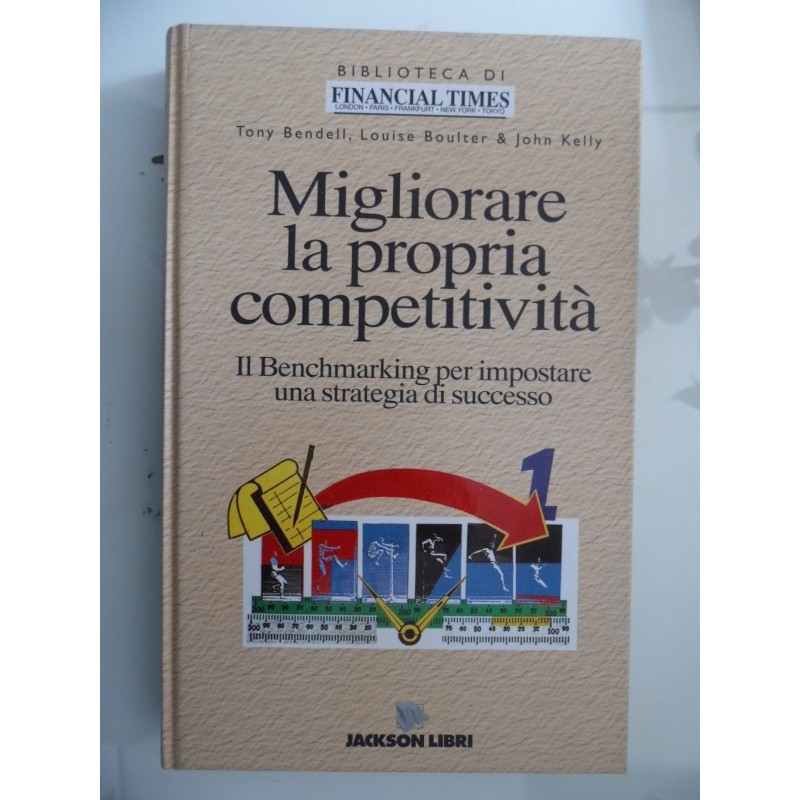 BIBLIOTECA DI
FINANCIAL TIMES
LONDON • PARIS • FRANKFURT • NEW YORK • TOKYO
Tony Bendell, Louise Boulter & John Kelly
Migliorare
la propria
competitività
Il Benchmarking per impostare
una strategia di successo
1
JACKSON LIBRI